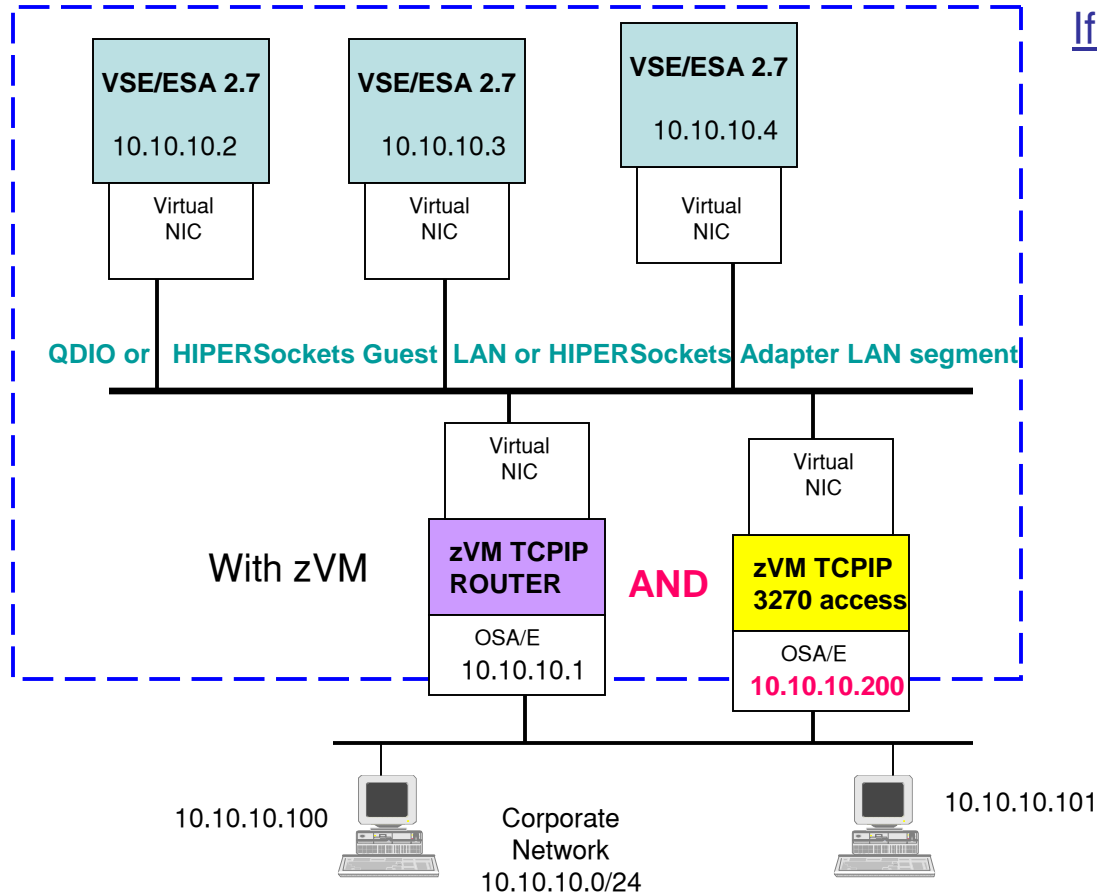 If
VSE/ESA 2.7
10.10.10.2
VSE/ESA 2.7
10.10.10.3
VSE/ESA 2.7
10.10.10.4
Virtual
NIC
Virtual
NIC
Virtual
NIC
QDIO or HIPERSockets Guest LAN or HIPERSockets Adapter LAN segment
Virtual
NIC
Virtual
NIC
With zVM
zVM TCPIP
ROUTER
AND
zVM TCPIP
3270 access
OSA/E
10.10.10.1
OSA/E
10.10.10.200
10.10.10.100
Corporate
Network
10.10.10.0/24
10.10.10.101